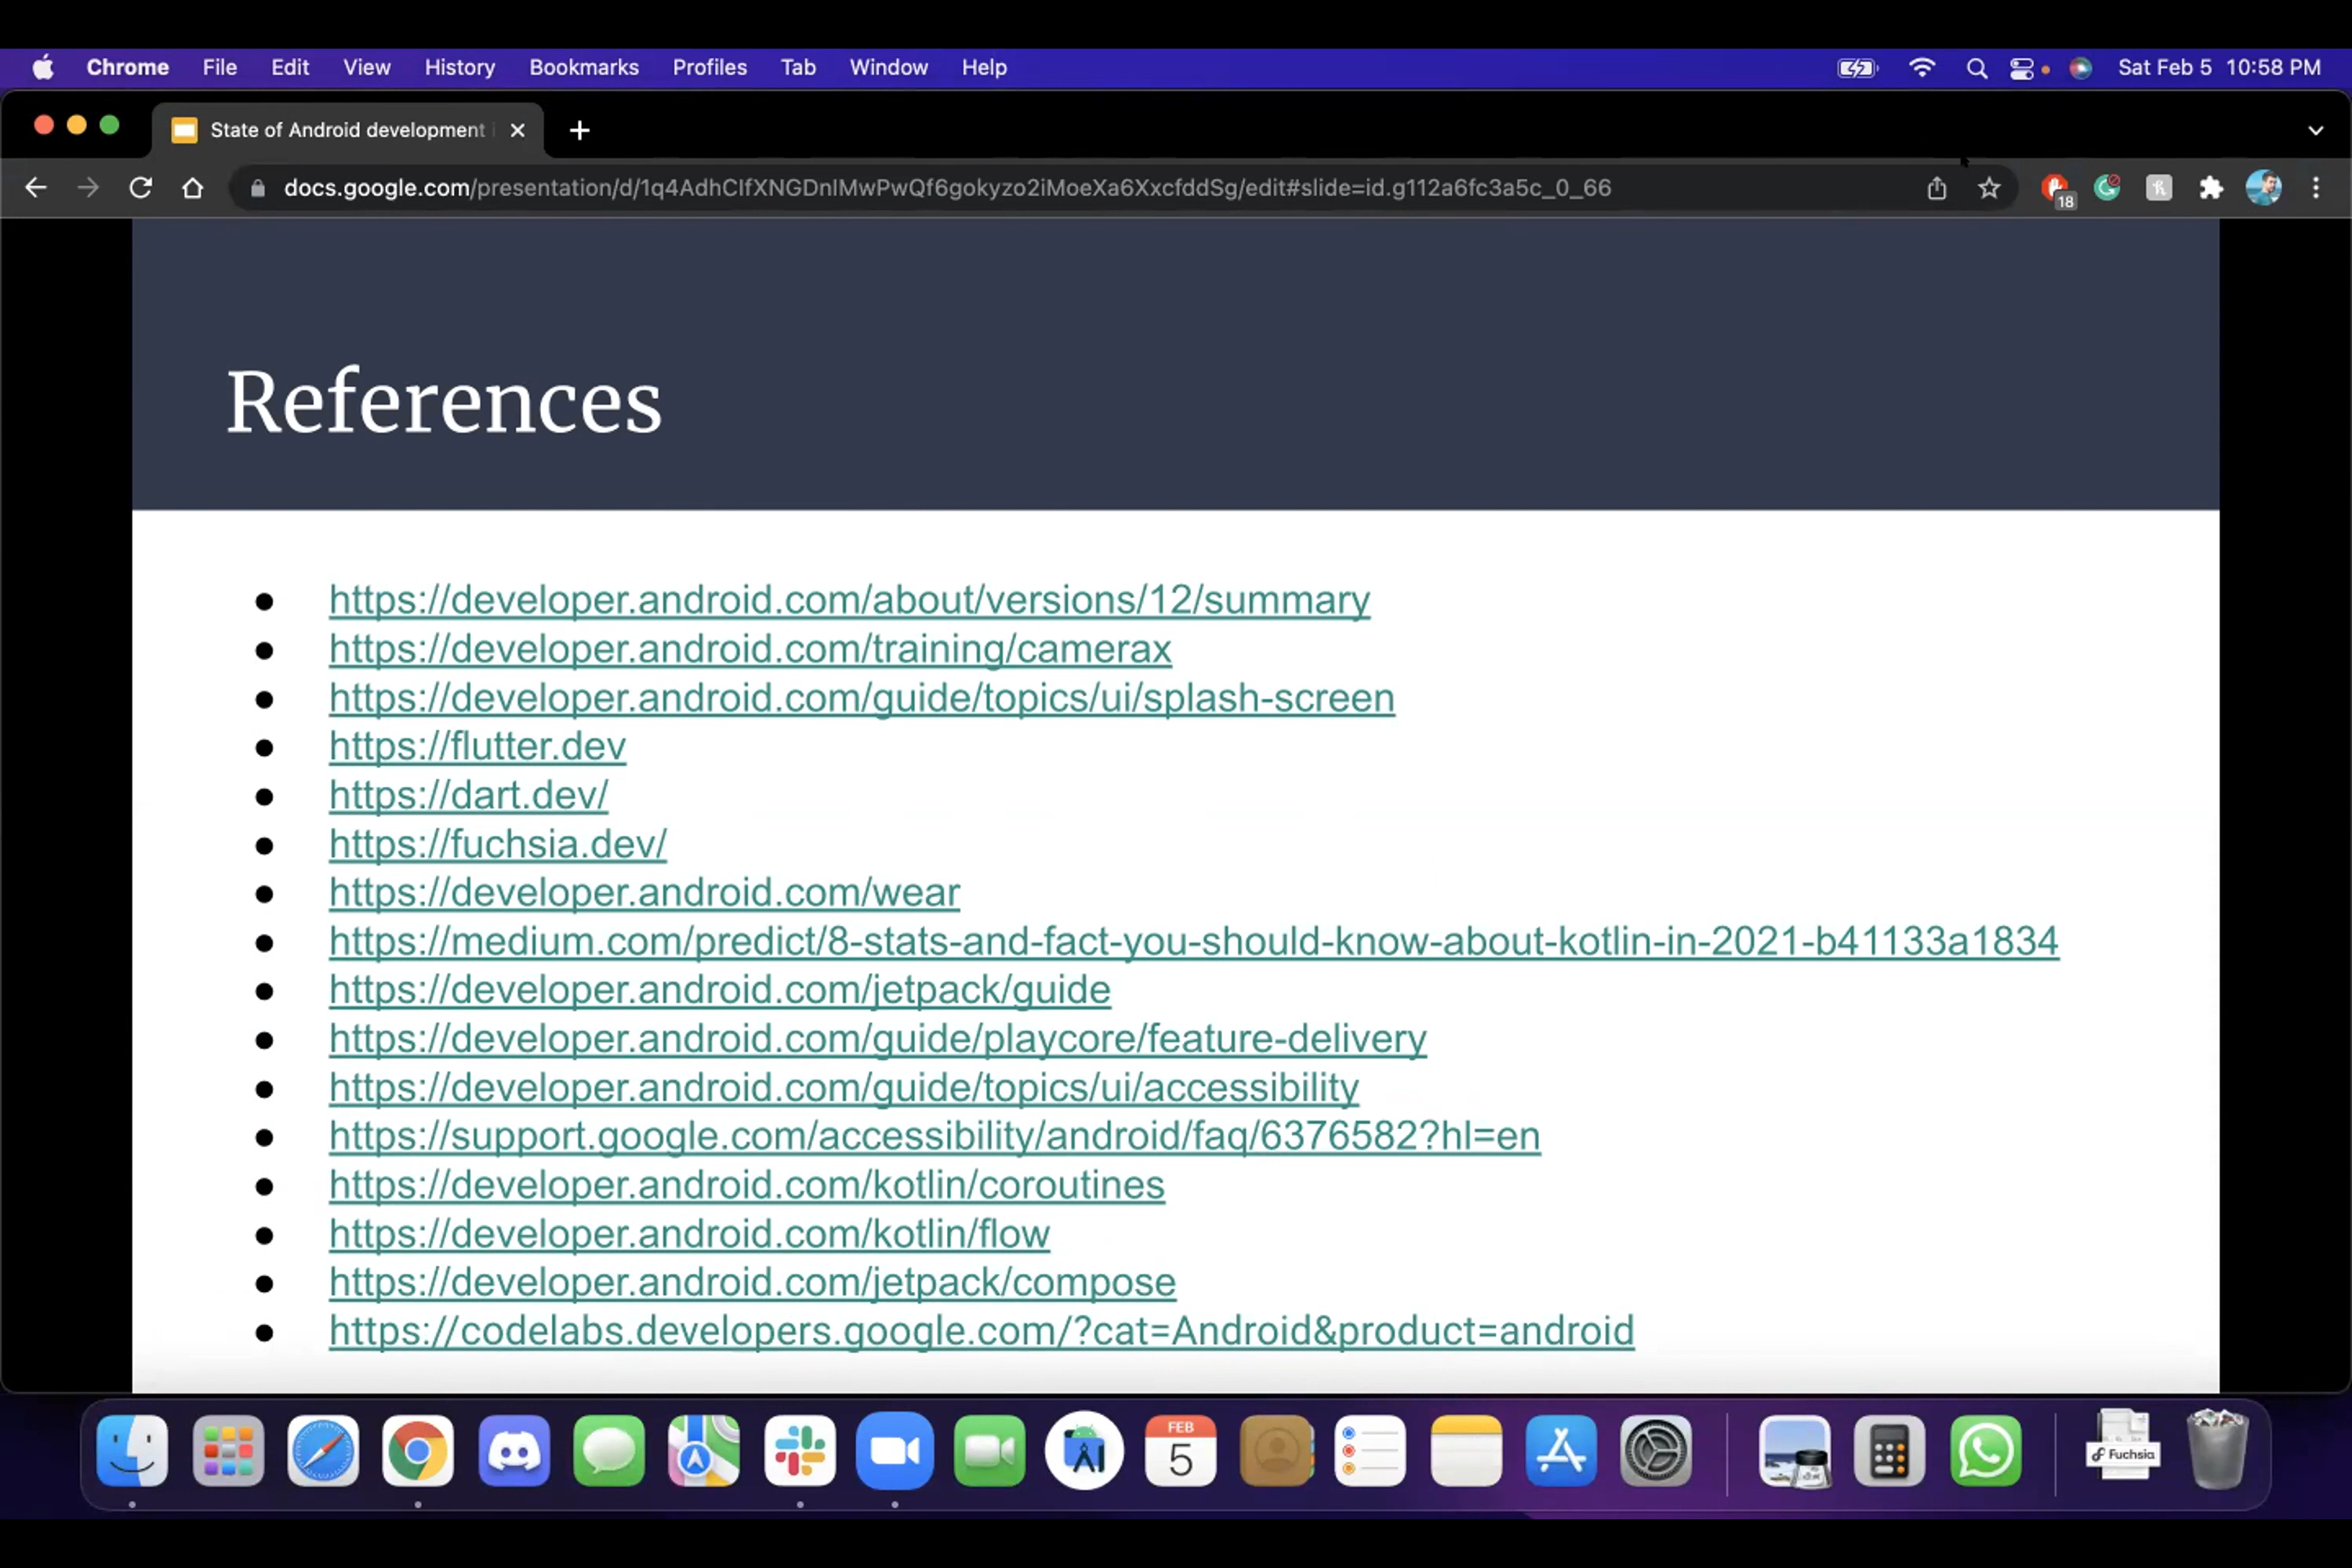 Chrome File Edit View History Bookmarks Profiles Tab Window Help Sat Feb 5 10:58 PM
State of Android development
docs.google.com/presentation/d/1q4AdhCIfXNGDnIMwPwQf6gokyzo2iMoeXa6XxcfddSg/edit#slide=id.g112a6fc3a5c_0_66 18
References
https://developer.android.com/about/versions/12/summary
https://developer.android.com/training/camerax
https://developer.android.com/guide/topics/ui/splash-screen
https://flutter.dev
https://dart.dev/
https://fuchsia.dev/
https://developer.android.com/wear
https://medium.com/predict/8-stats-and-fact-you-should-know-about-kotlin-in-2021-b41133a1834
https://developer.android.com/jetpack/guide
https://developer.android.com/guide/playcore/feature-delivery
https://developer.android.com/guide/topics/ui/accessibility
https://support.google.com/accessibility/android/faq/6376582?hl=en
https://developer.android.com/kotlin/coroutines
https://developer.android.com/kotlin/flow
https://developer.android.com/jetpack/compose
https://codelabs.developers.google.com/?cat=Android&product=android
FEB
5
Fuchsia